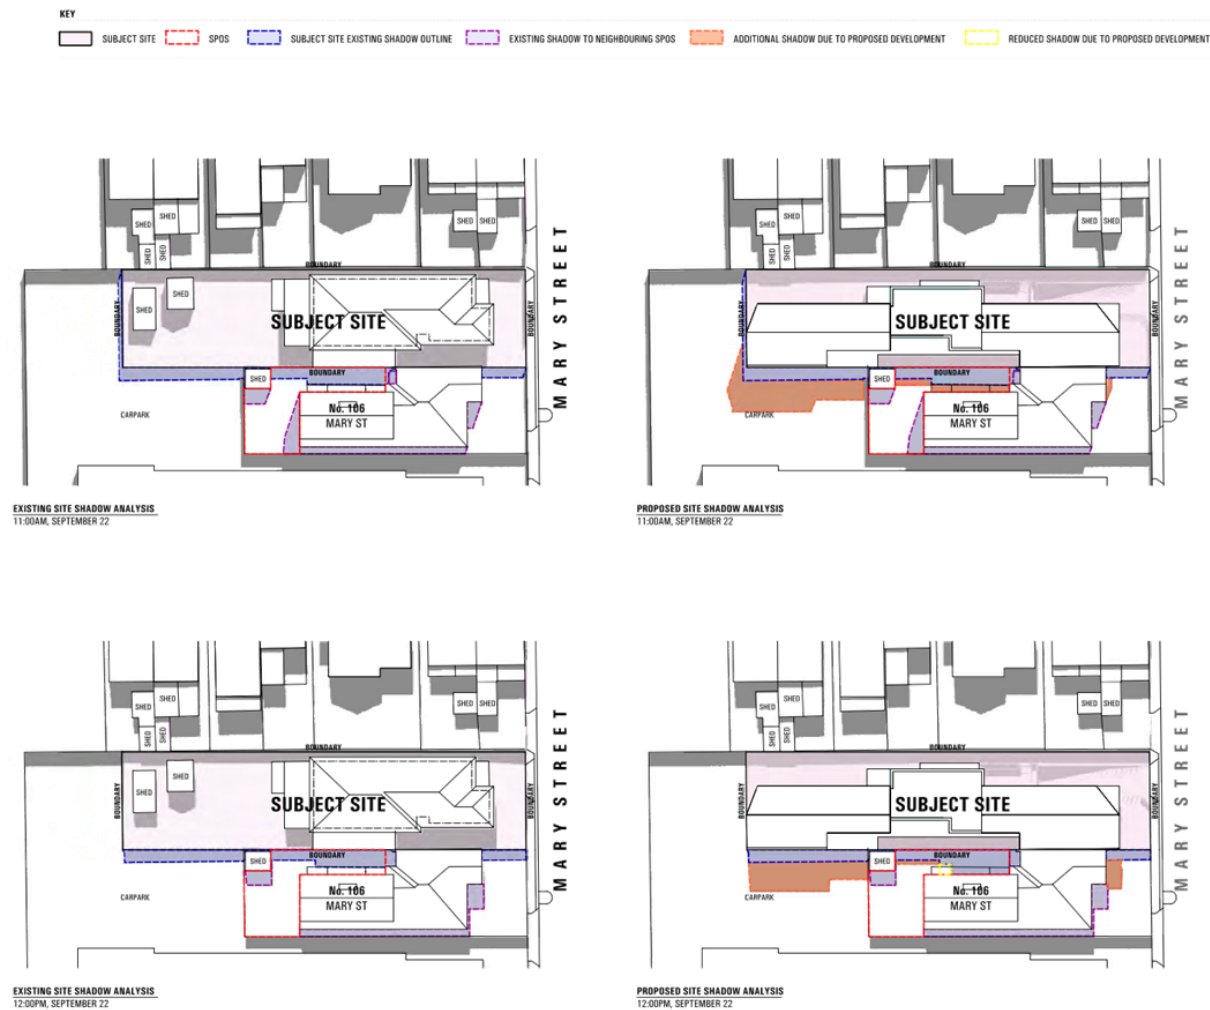 KEY
SUBJECT SITE SPOS SUBJECT SITE EXISTING SHADOW OUTLINE EXISTING SHADOW TO NEIGHBOURING SPOS ADDITIONAL SHADOW DUE TO PROPOSED DEVELOPMENT REDUCED SHADOW DUE TO PROPOSED DEVELOPMENT
SHED
SHED
SHED
SHED
SHED
SHED
BOUNDARY
SHED
SHED
BOUNDARY
SUBJECT SITE
BOUNDARY
MARY STREET
BOUNDARY
SHED
CARPARK
No. 106
MARY ST
EXISTING SITE SHADOW ANALYSIS
11:00AM, SEPTEMBER 22
SHED
SHED
SHED
SHED
SHED
SHED
BOUNDARY
BOUNDARY
SUBJECT SITE
BOUNDARY
MARY STREET
BOUNDARY
SHED
CARPARK
No. 106
MARY ST
PROPOSED SITE SHADOW ANALYSIS
11:00AM, SEPTEMBER 22
SHED
SHED
SHED
SHED
SHED
SHED
BOUNDARY
SHED
SHED
BOUNDARY
SUBJECT SITE
BOUNDARY
MARY STREET
BOUNDARY
SHED
CARPARK
No. 106
MARY ST
EXISTING SITE SHADOW ANALYSIS
12:00PM, SEPTEMBER 22
SHED
SHED
SHED
SHED
SHED
SHED
BOUNDARY
BOUNDARY
SUBJECT SITE
BOUNDARY
MARY STREET
BOUNDARY
SHED
CARPARK
No. 106
MARY ST
PROPOSED SITE SHADOW ANALYSIS
12:00PM, SEPTEMBER 22